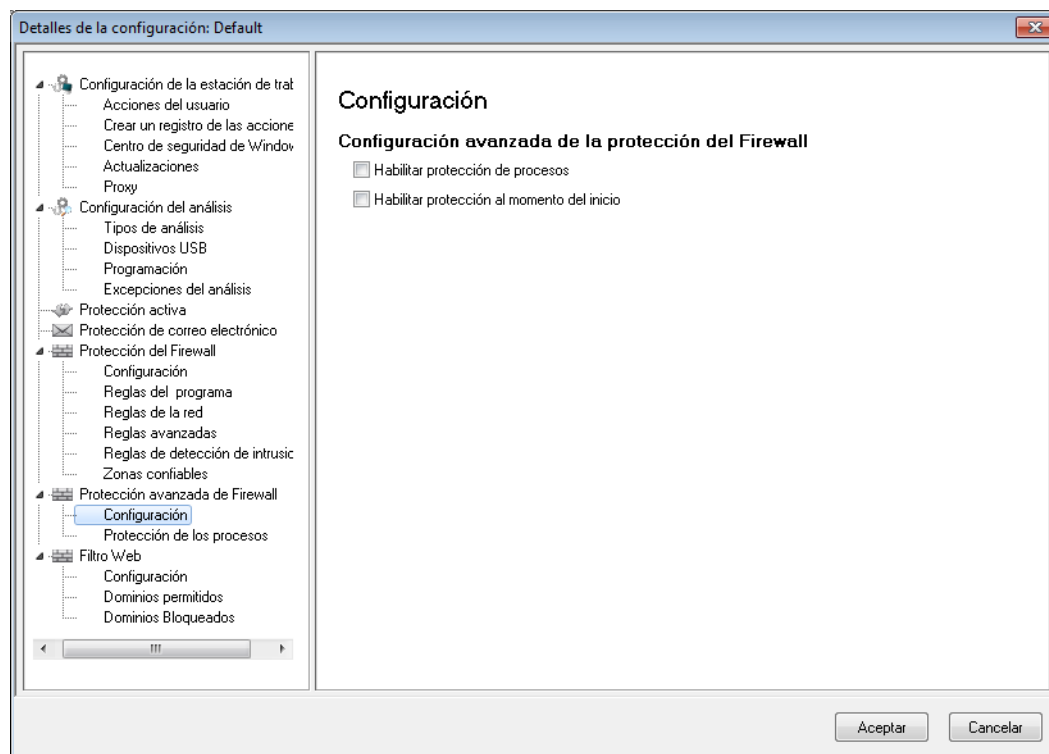 Detalles de la configuración: Default
Configuración de la estación de trat
Acciones del usuario
Crear un registro de las accione
Centro de seguridad de Window
Actualizaciones
Proxy
Configuración del análisis
Tipos de análisis
Dispositivos USB
Programación
Excepciones del análisis
Protección activa
Protección de correo electrónico
Protección del Firewall
Configuración
Reglas del  programa
Reglas de la red
Reglas avanzadas
Reglas de detección de intrusic
Zonas confiables
Protección avanzada de Firewall
Configuración
Protección de los procesos
Filtro Web
Configuración
Dominios permitidos
Dominios Bloqueados
Configuración
Configuración avanzada de la protección del Firewall
Habilitar protección de procesos
Habilitar protección al momento del inicio
Aceptar
Cancelar